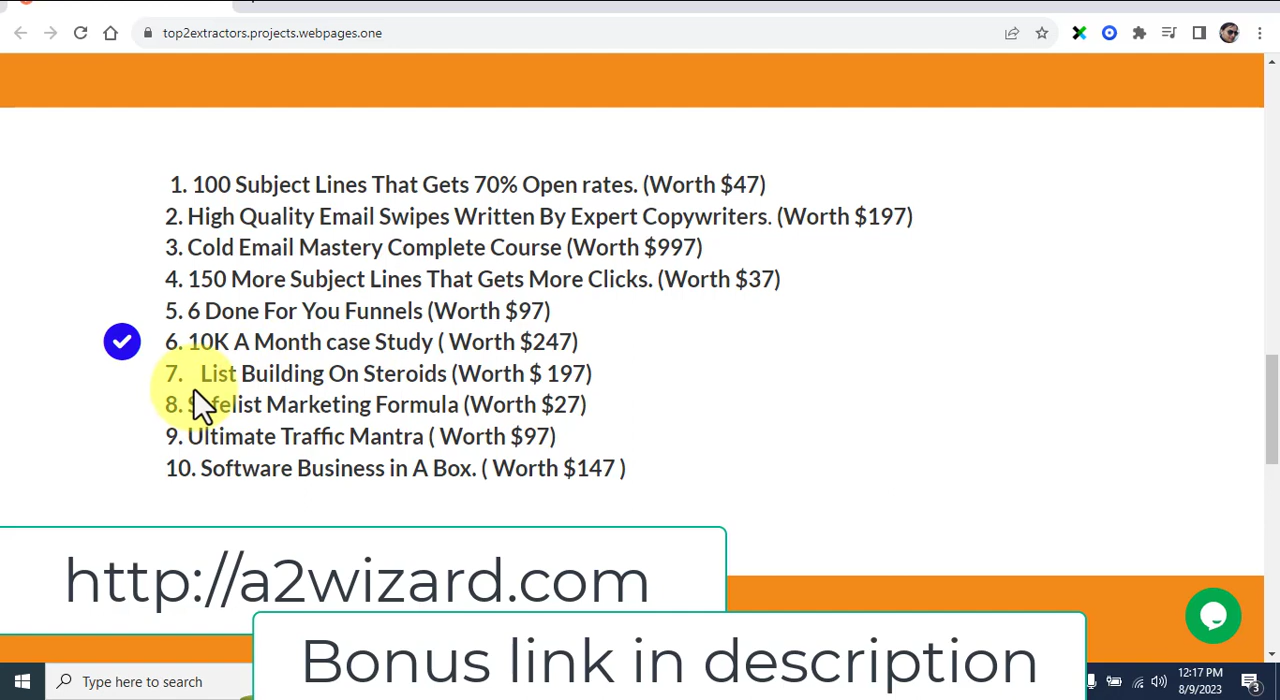 top2extractors.projects.webpages.one
1. 100 Subject Lines That Gets 70% Open rates. (Worth $47)
2. High Quality Email Swipes Written By Expert Copywriters. (Worth $197)
3. Cold Email Mastery Complete Course (Worth $997)
4. 150 More Subject Lines That Gets More Clicks. (Worth $37)
5. 6 Done For You Funnels (Worth $97)
6. 10K A Month case Study ( Worth $247)
7. List Building On Steroids (Worth $ 197)
8. Safelist Marketing Formula (Worth $27)
9. Ultimate Traffic Mantra ( Worth $97)
10. Software Business in A Box. ( Worth $147 )
http://a2wizard.com
Bonus link in description
Type here to search
12:17 PM
8/9/2023
3